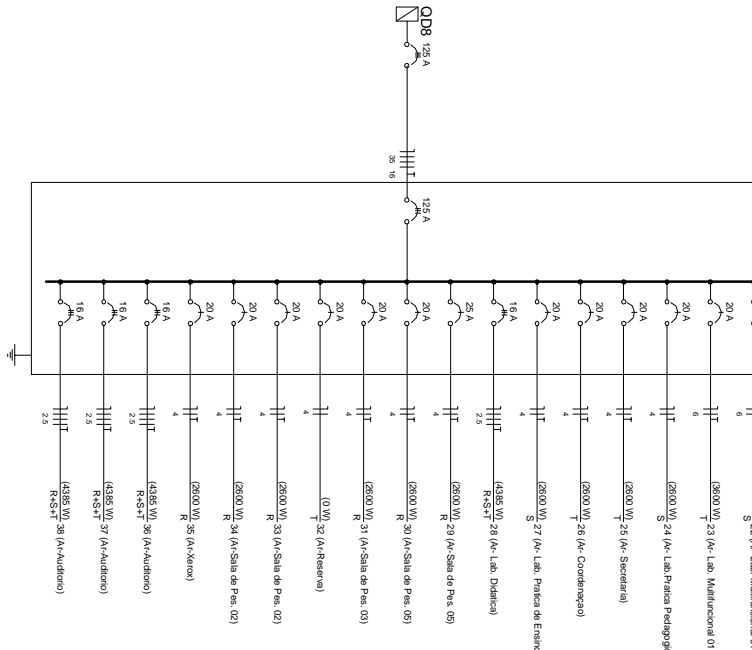 QD8
125 A
35
16
125 A
16 A
16 A
16 A
20 A
20 A
20 A
20 A
20 A
20 A
25 A
16 A
20 A
20 A
20 A
20 A
20 A
2.5
2.5
2.5
4
4
4
4
4
4
4
2.5
4
4
4
4
6
6
(4385 W)
R+S+T
38 (Ar-Auditorio)
(4385 W)
R+S+T
37 (Ar-Auditorio)
(4385 W)
R+S+T
36 (Ar-Auditorio)
(2600 W)
R
35 (Ar-Xerox)
(2600 W)
R
34 (Ar-Sala de Pes. 02)
(2600 W)
R
33 (Ar-Sala de Pes. 02)
(0 W)
T
32 (Ar-Reserva)
(2600 W)
R
31 (Ar-Sala de Pes. 03)
(2600 W)
R
30 (Ar-Sala de Pes. 05)
(2600 W)
R
29 (Ar-Sala de Pes. 05)
(4385 W)
R+S+T
28 (Ar- Lab. Didatica)
(2600 W)
S
27 (Ar- Lab. Pratica de Ensino
(2600 W)
T
26 (Ar- Coordenaçao)
(2600 W)
T
25 (Ar- Secretaria)
(2600 W)
S
24 (Ar- Lab.Pratica Pedagogi
(3600 W)
T
23 (Ar- Lab. Multifuncional 01
S